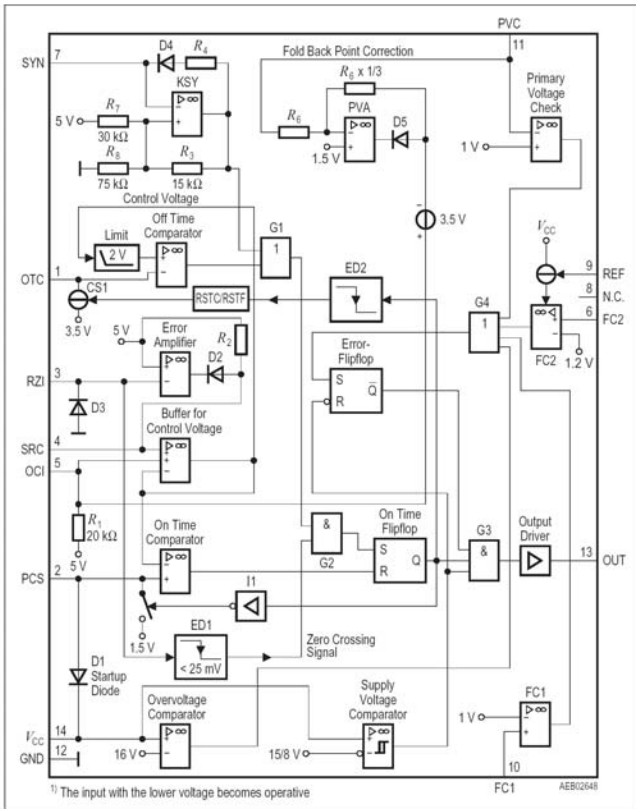 PVC
SYN
7
D4
R4
KSY
Fold Back Point Correction
11
R6 x 1/3
R7
5 V
30 kΩ
R6
PVA
D5
1.5 V
Primary
Voltage
Check
1 V
R8
75 kΩ
R3
15 kΩ
Control Voltage
Off Time
Comparator
Limit
2 V
G1
1
3.5 V
VCC
9
REF
8
N.C.
6
FC2
OTC
1
CS1
3.5 V
RSTC/RSTF
ED2
G4
1
FC2
1.2 V
5 V
Error
Amplifier
R2
D2
Error-
Flipflop
S
R
Q̅
RZI
3
D3
Buffer for
Control Voltage
SRC
4
OCI
5
R1
20 kΩ
5 V
On Time
Comparator
&
G2
On Time
Flipflop
S
R
Q
G3
&
Output
Driver
13
OUT
PCS
2
1.5 V
I1
ED1
< 25 mV
Zero Crossing
Signal
D1
Startup
Diode
Overvoltage
Comparator
Supply
Voltage
Comparator
VCC
14
GND
12
16 V
15/8 V
1 V
FC1
10
FC1
1) The input with the lower voltage becomes operative
AEB02648